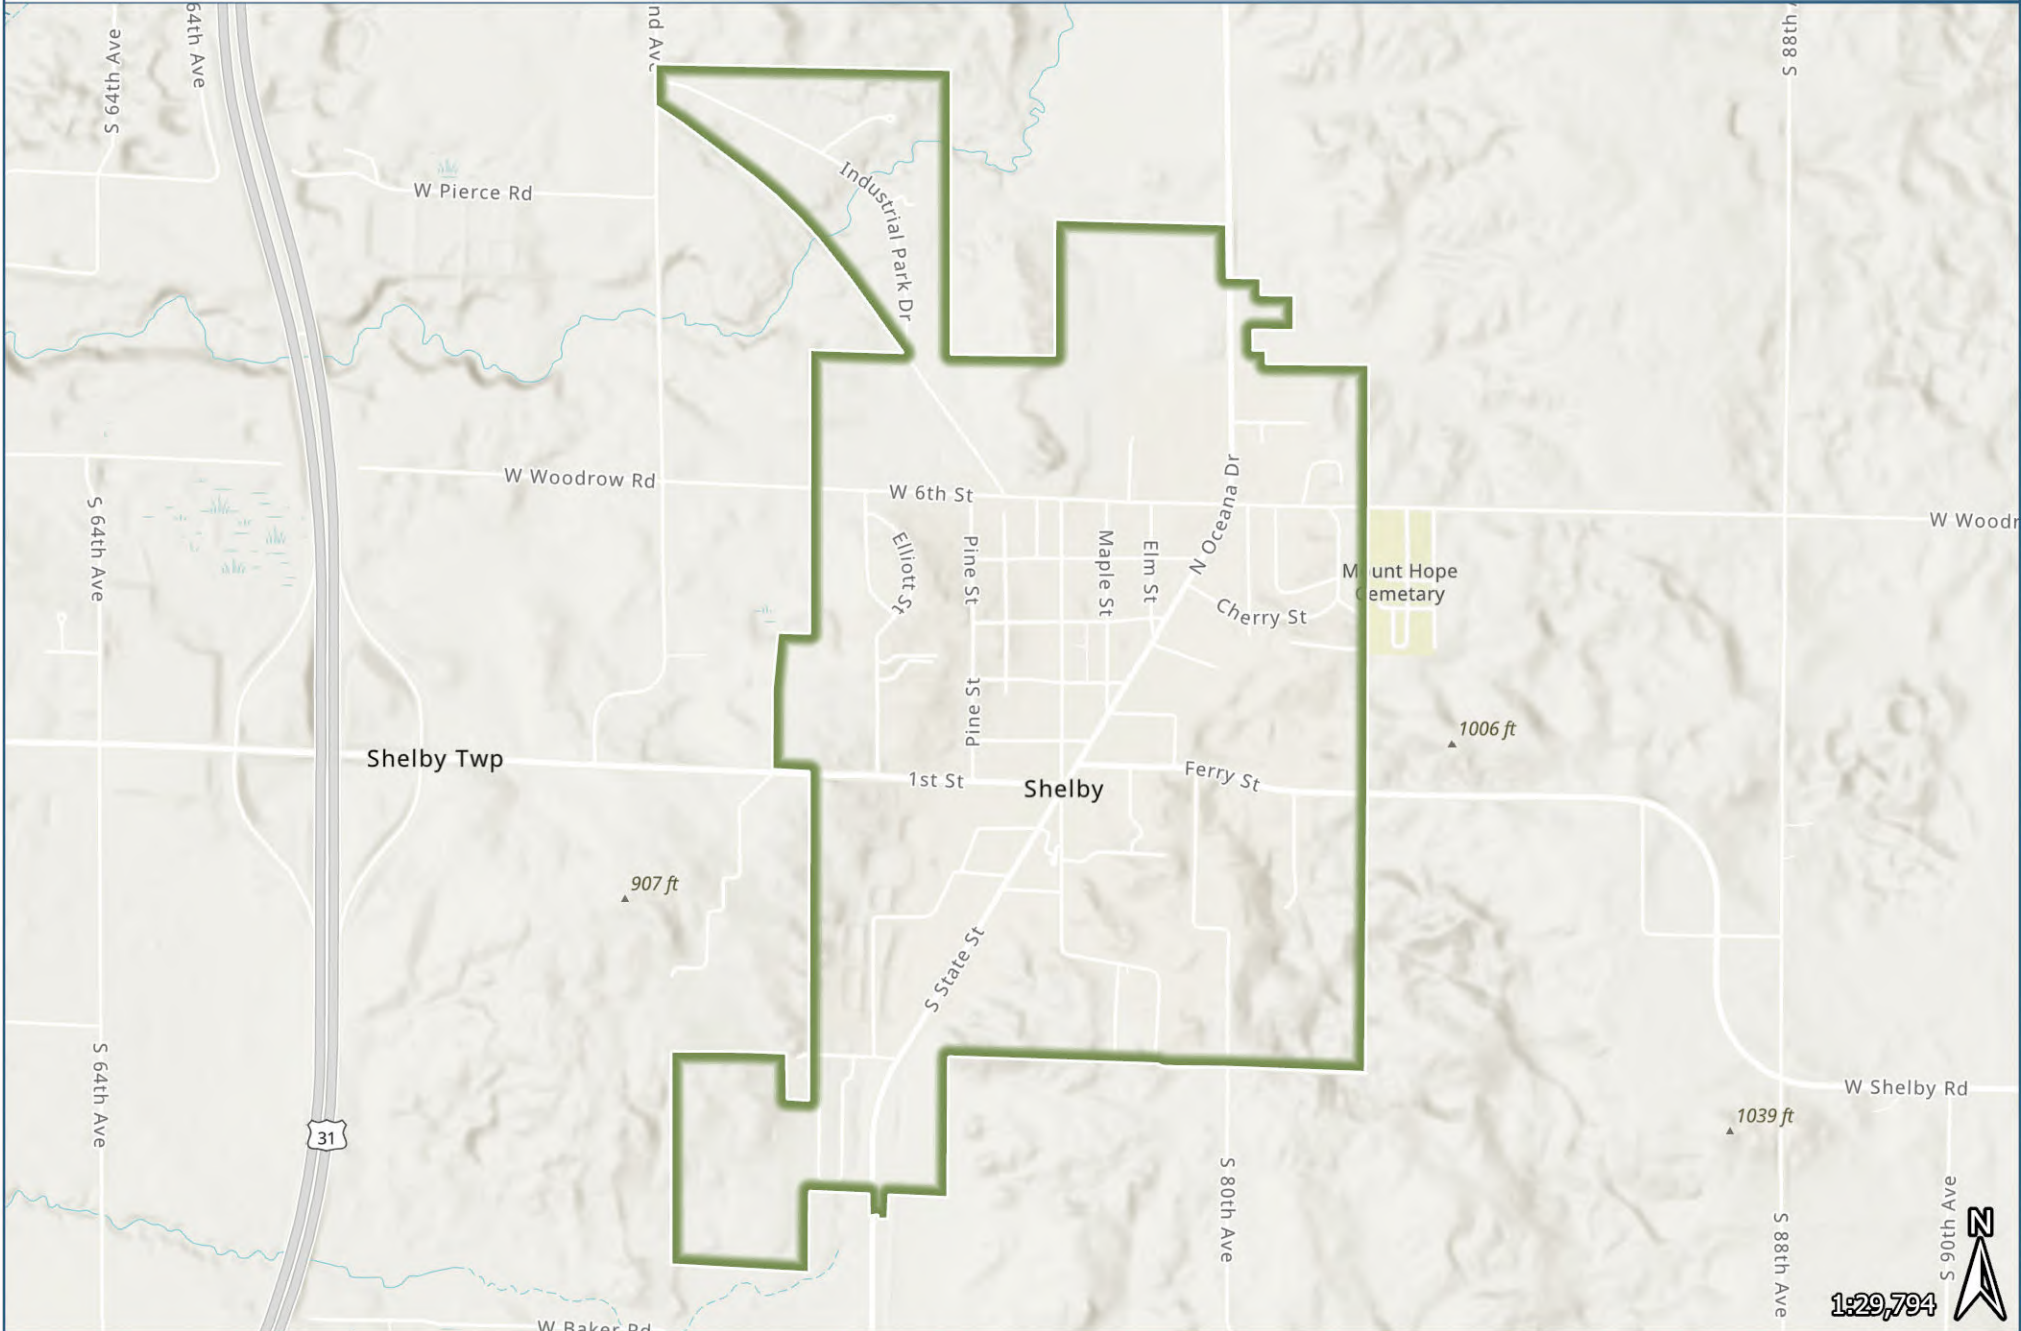 S 64th Ave
64th Ave
nd Av
S 88th
W Pierce Rd
Industrial Park Dr
W Woodrow Rd
W 6th St
N Oceana Dr
W Woodr
S 64th Ave
Elliott St
Pine St
Maple St
Elm St
Cherry St
Mount Hope
Cemetary
Pine St
1006 ft
Shelby Twp
1st St
Shelby
Ferry St
907 ft
S State St
S 64th Ave
31
W Shelby Rd
1039 ft
S 80th Ave
S 88th Ave
S 90th Ave
N
1:29,794
W Baker Rd